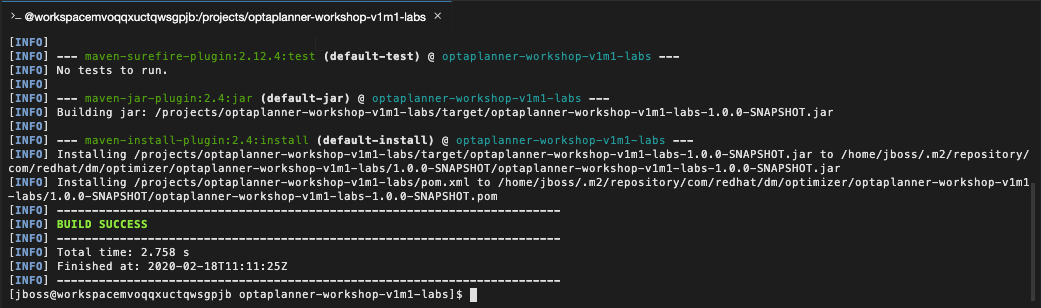 >_ @workspacemvoqqxuctqwsgpjb:/projects/optaplanner-workshop-v1m1-labs ×
[INFO]
[INFO] --- maven-surefire-plugin:2.12.4:test (default-test) @ optaplanner-workshop-v1m1-labs ---
[INFO] No tests to run.
[INFO]
[INFO] --- maven-jar-plugin:2.4:jar (default-jar) @ optaplanner-workshop-v1m1-labs ---
[INFO] Building jar: /projects/optaplanner-workshop-v1m1-labs/target/optaplanner-workshop-v1m1-labs-1.0.0-SNAPSHOT.jar
[INFO]
[INFO] --- maven-install-plugin:2.4:install (default-install) @ optaplanner-workshop-v1m1-labs ---
[INFO] Installing /projects/optaplanner-workshop-v1m1-labs/target/optaplanner-workshop-v1m1-labs-1.0.0-SNAPSHOT.jar to /home/jboss/.m2/repository/
com/redhat/dm/optimizer/optaplanner-workshop-v1m1-labs/1.0.0-SNAPSHOT/optaplanner-workshop-v1m1-labs-1.0.0-SNAPSHOT.jar
[INFO] Installing /projects/optaplanner-workshop-v1m1-labs/pom.xml to /home/jboss/.m2/repository/com/redhat/dm/optimizer/optaplanner-workshop-v1m1
-labs/1.0.0-SNAPSHOT/optaplanner-workshop-v1m1-labs-1.0.0-SNAPSHOT.pom
[INFO] ------------------------------------------------------------------------
[INFO] BUILD SUCCESS
[INFO] ------------------------------------------------------------------------
[INFO] Total time: 2.758 s
[INFO] Finished at: 2020-02-18T11:11:25Z
[INFO] ------------------------------------------------------------------------
[jboss@workspacemvoqqxuctqwsgpjb optaplanner-workshop-v1m1-labs]$